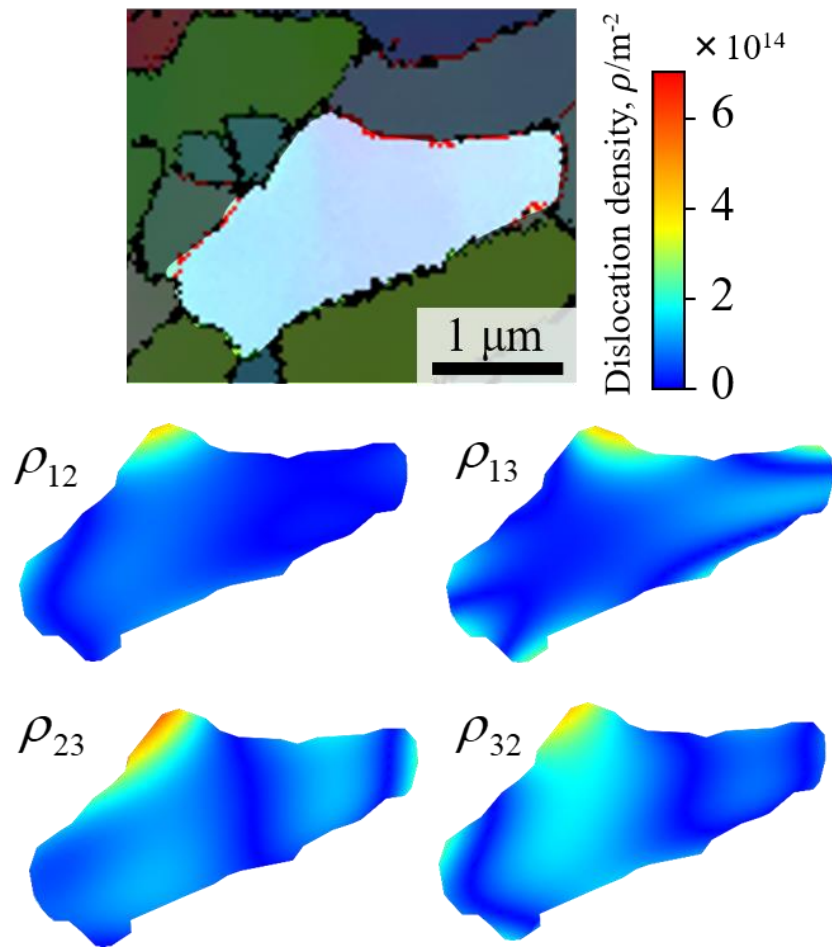 × 10¹⁴
Dislocation density, ρ/m⁻²
6
4
2
0
1 μm
ρ₁₂
ρ₁₃
ρ₂₃
ρ₃₂